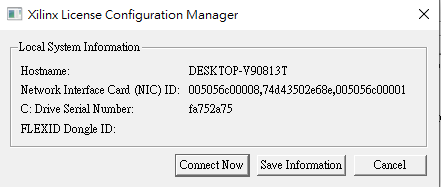 Xilinx License Configuration Manager
Local System Information
Hostname: DESKTOP-V90813T
Network Interface Card (NIC) ID: 005056c00008,74d43502e68e,005056c00001
C: Drive Serial Number: fa752a75
FLEXID Dongle ID:
Connect Now Save Information Cancel